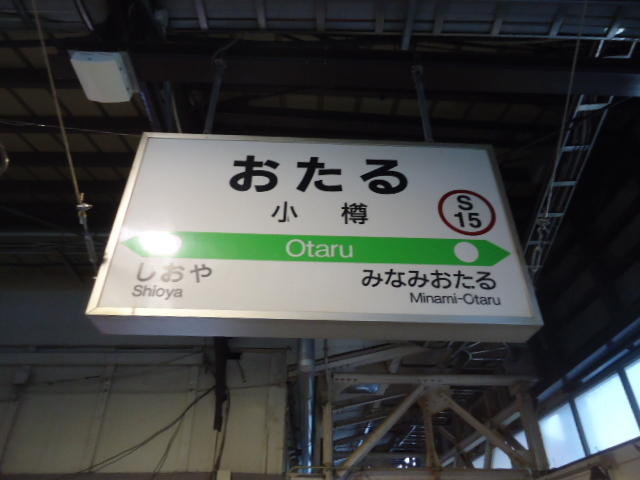 おたる
小樽
S
15
Otaru
しおや
Shioya
みなみおたる
Minami-Otaru